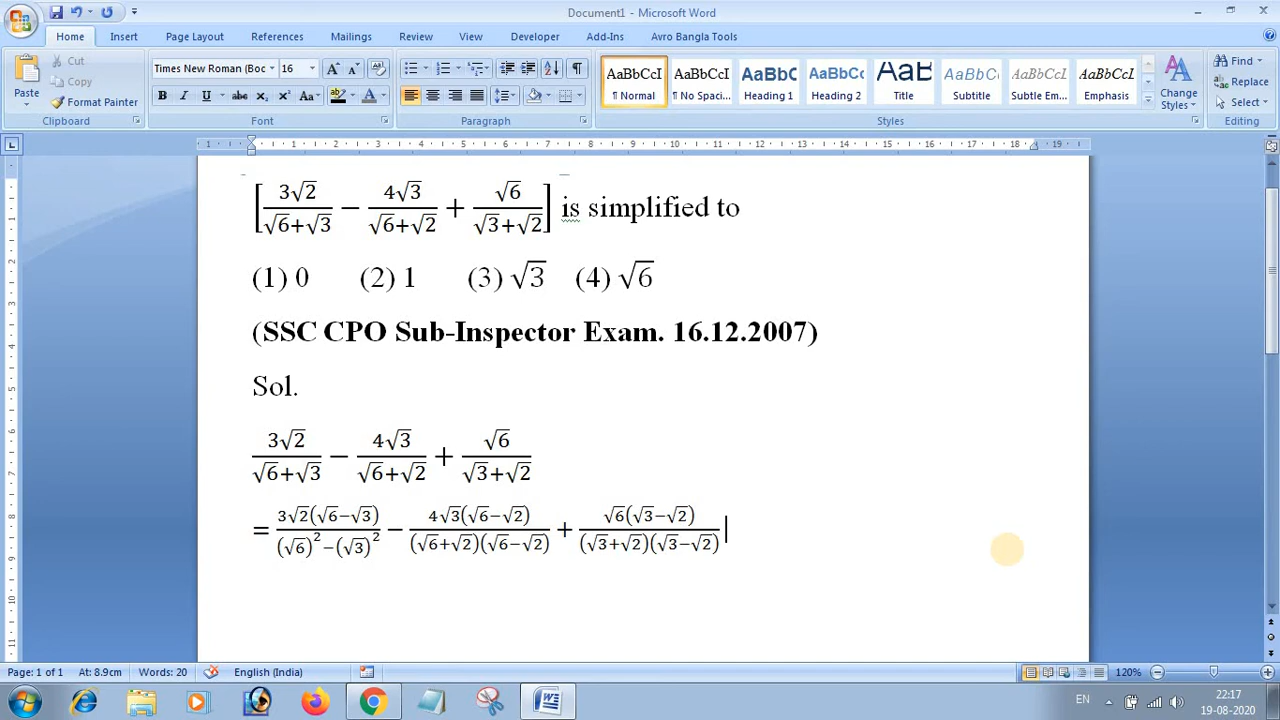 Document1 - Microsoft Word
Home Insert Page Layout References Mailings Review View Developer Add-Ins Avro Bangla Tools
Paste Cut Copy Format Painter Clipboard
Times New Roman (Boc 16 Font
Paragraph
AaBbCcI AaBbCcI AaBbC AaBbCc AaB AaBbCcI AaBbCcI AaBbCcI
¶ Normal ¶ No Spaci... Heading 1 Heading 2 Title Subtitle Subtle Em... Emphasis
Change Styles Styles
Find Replace Select Editing
[3√2/(√6+√3) − 4√3/(√6+√2) + √6/(√3+√2)] is simplified to
(1) 0 (2) 1 (3) √3 (4) √6
(SSC CPO Sub-Inspector Exam. 16.12.2007)
Sol.
3√2/(√6+√3) − 4√3/(√6+√2) + √6/(√3+√2)
= 3√2(√6−√3)/((√6)²−(√3)²) − 4√3(√6−√2)/((√6+√2)(√6−√2)) + √6(√3−√2)/((√3+√2)(√3−√2))
Page: 1 of 1 At: 8.9cm Words: 20 English (India) 120%
EN 22:17
19-08-2020